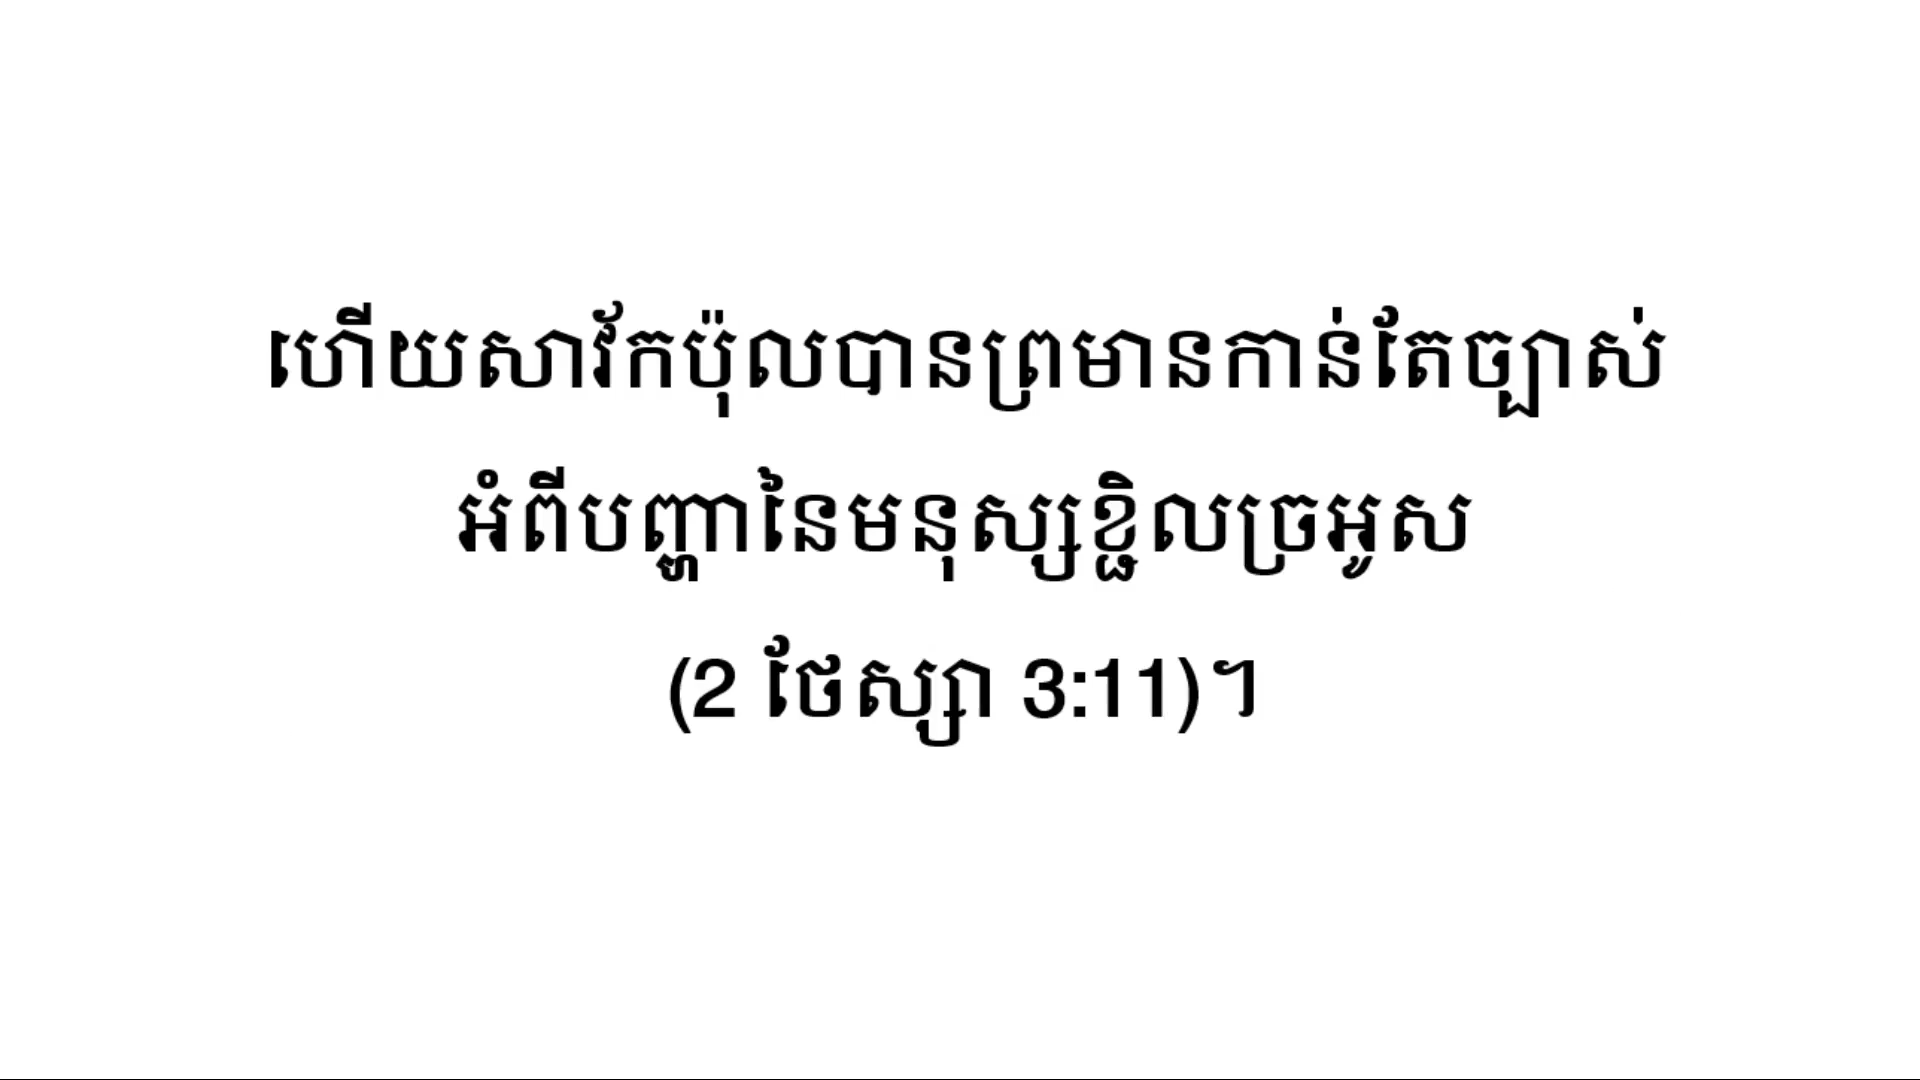 ហើយសាវ័កប៉ុលបានព្រមានកាន់តែច្បាស់
អំពីបញ្ហានៃមនុស្សខ្ជិលច្រអូស
(2 ថែស្សា 3:11)។